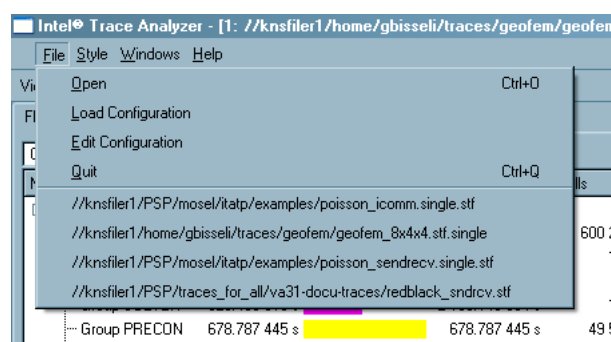 Intel® Trace Analyzer - [1: //knsfiler1/home/gbisseli/traces/geofem/geofem
File Style Windows Help
Open Ctrl+O
Load Configuration
Edit Configuration
Quit Ctrl+Q
//knsfiler1/PSP/mosel/itatp/examples/poisson_icomm.single.stf
//knsfiler1/home/gbisseli/traces/geofem/geofem_8x4x4.stf.single
600
//knsfiler1/PSP/mosel/itatp/examples/poisson_sendrecv.single.stf
//knsfiler1/PSP/traces_for_all/va31-docu-traces/redblack_sndrcv.stf
Group PRECON 678.787 445 s 678.787 445 s 49